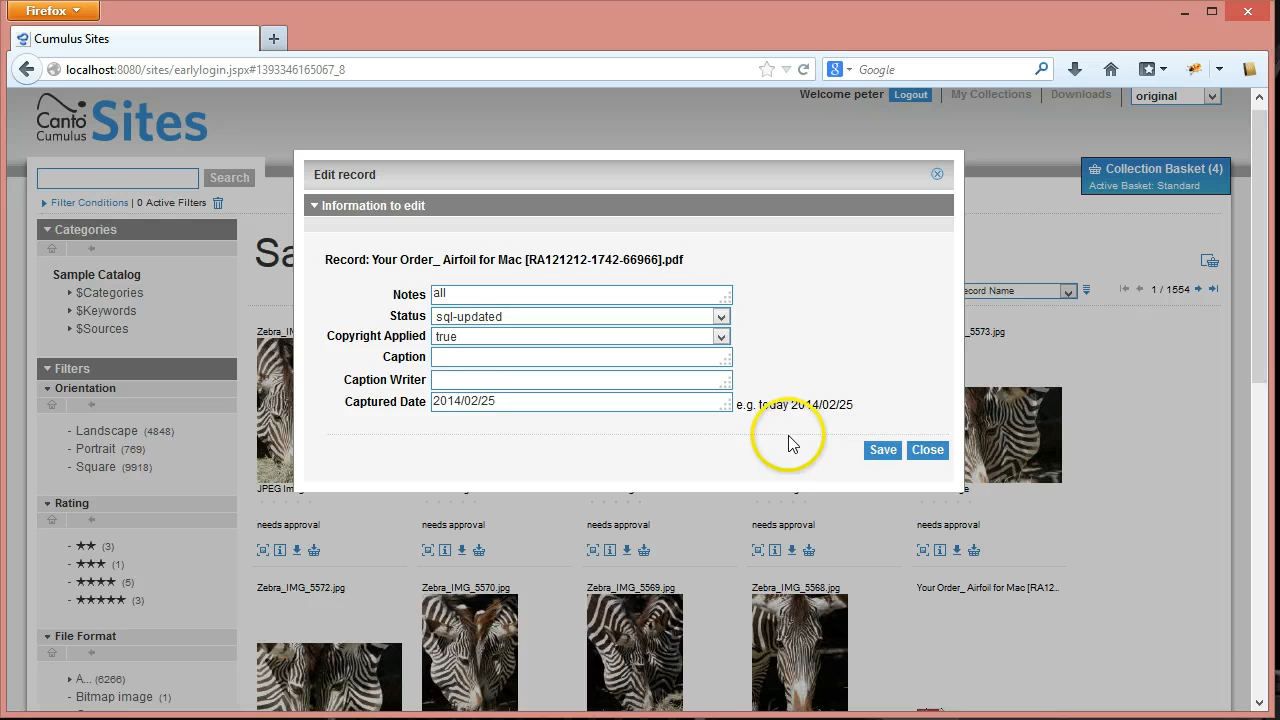 Firefox
Cumulus Sites
localhost:8080/sites/earlylogin.jspx#1393346165067_8
Google
Welcome peter Logout My Collections Downloads original
Canto Cumulus Sites
Search
Collection Basket (4)
Active Basket: Standard
Filter Conditions | 0 Active Filters
Edit record
Information to edit
Record: Your Order_ Airfoil for Mac [RA121212-1742-66966].pdf
Notes all
Status sql-updated
Copyright Applied true
Caption
Caption Writer
Captured Date 2014/02/25 e.g. today 2014/02/25
Save Close
Categories
Sample Catalog
$Categories
$Keywords
$Sources
Filters
Orientation
- Landscape (4848)
- Portrait (769)
- Square (9918)
Rating
- ★★ (3)
- ★★★ (1)
- ★★★★ (5)
- ★★★★★ (3)
File Format
A... (6266)
- Bitmap image (1)
Sa
ecord Name 1 / 1554
Zebra
_5573.jpg
JPEG Im
needs approval needs approval needs approval needs approval needs approval
Zebra_IMG_5572.jpg Zebra_IMG_5570.jpg Zebra_IMG_5569.jpg Zebra_IMG_5568.jpg Your Order_ Airfoil for Mac [RA12..